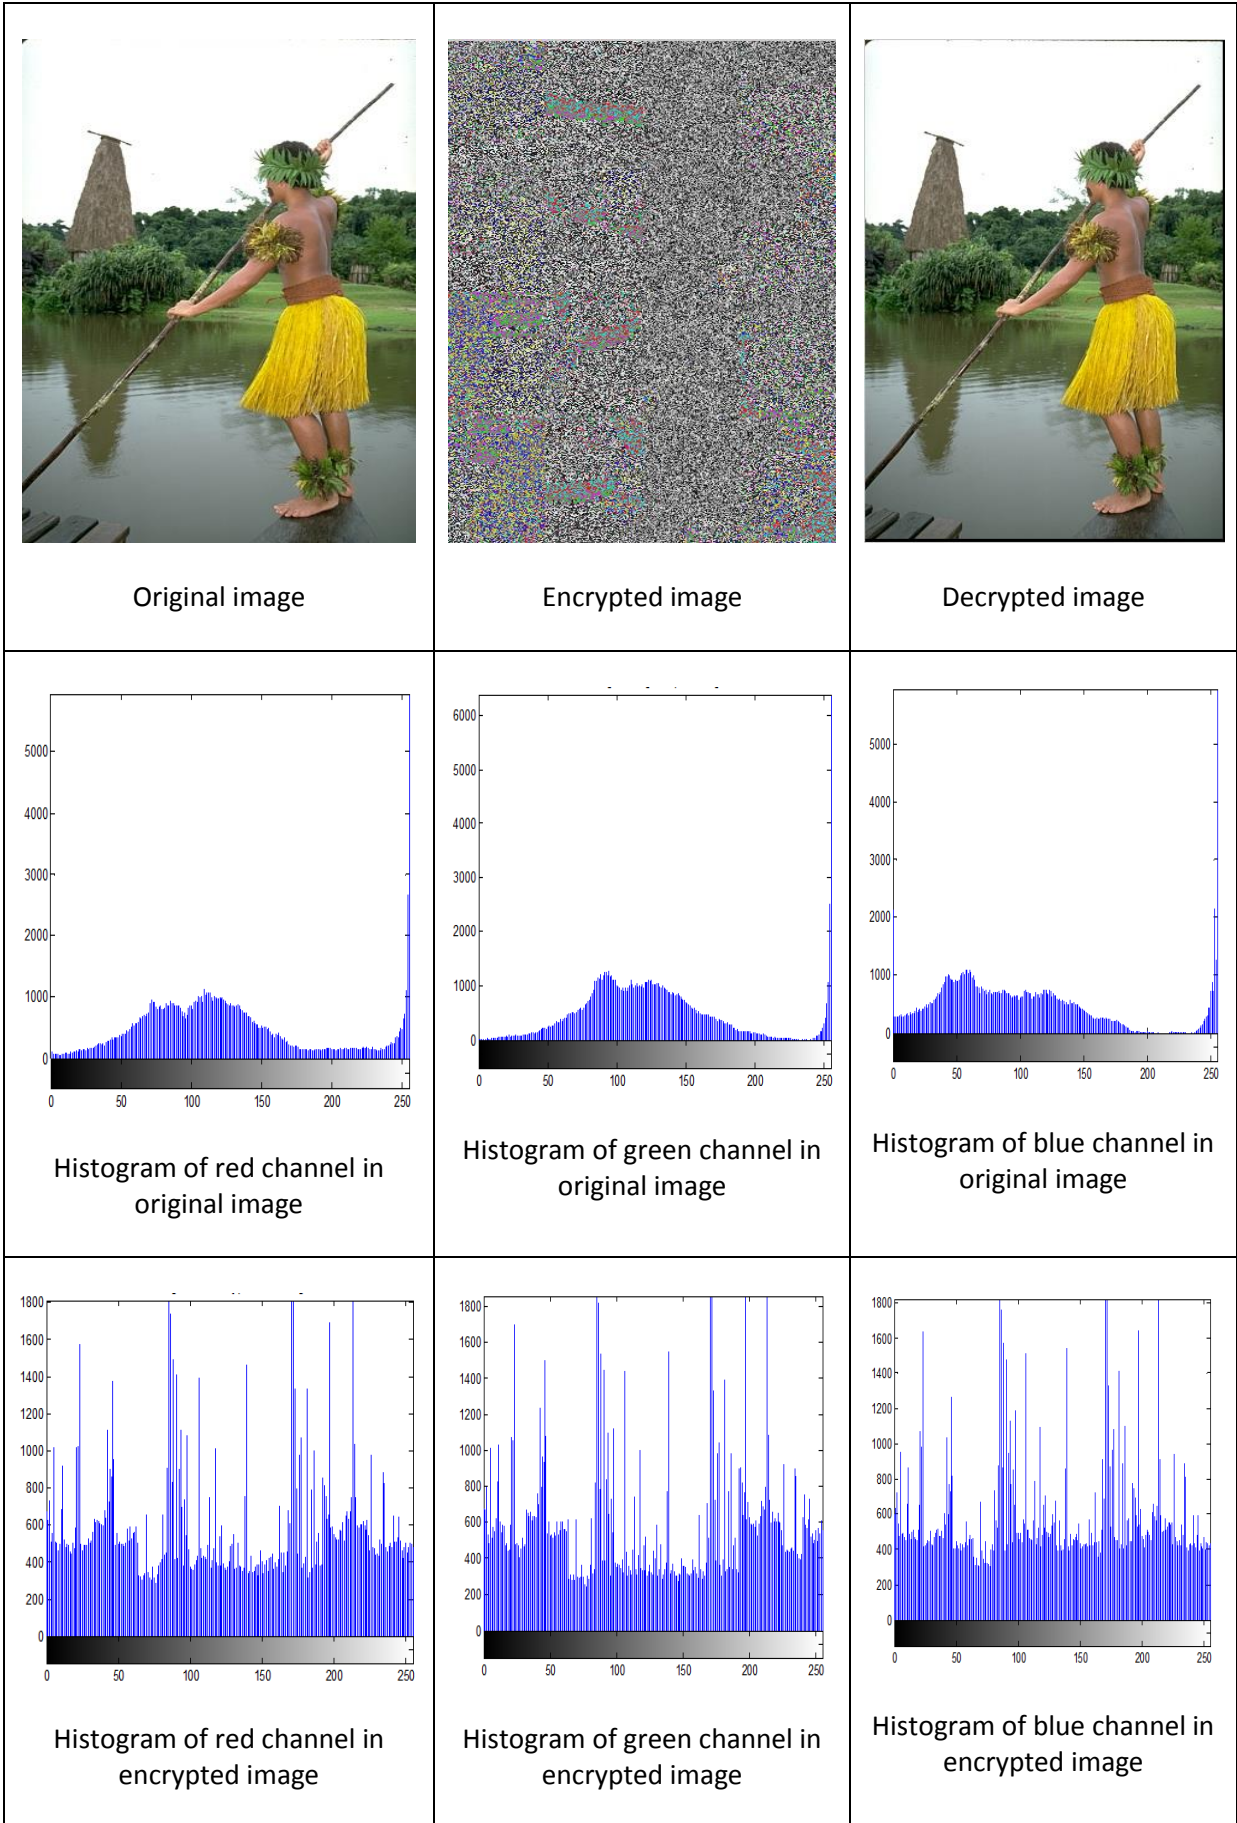 Original image
Encrypted image
Decrypted image
5000
4000
3000
2000
1000
0
0 50 100 150 200 250
Histogram of red channel in
original image
6000
5000
4000
3000
2000
1000
0
0 50 100 150 200 250
Histogram of green channel in
original image
5000
4000
3000
2000
1000
0
0 50 100 150 200 250
Histogram of blue channel in
original image
1800
1600
1400
1200
1000
800
600
400
200
0
0 50 100 150 200 250
Histogram of red channel in
encrypted image
1800
1600
1400
1200
1000
800
600
400
200
0
0 50 100 150 200 250
Histogram of green channel in
encrypted image
1800
1600
1400
1200
1000
800
600
400
200
0
0 50 100 150 200 250
Histogram of blue channel in
encrypted image